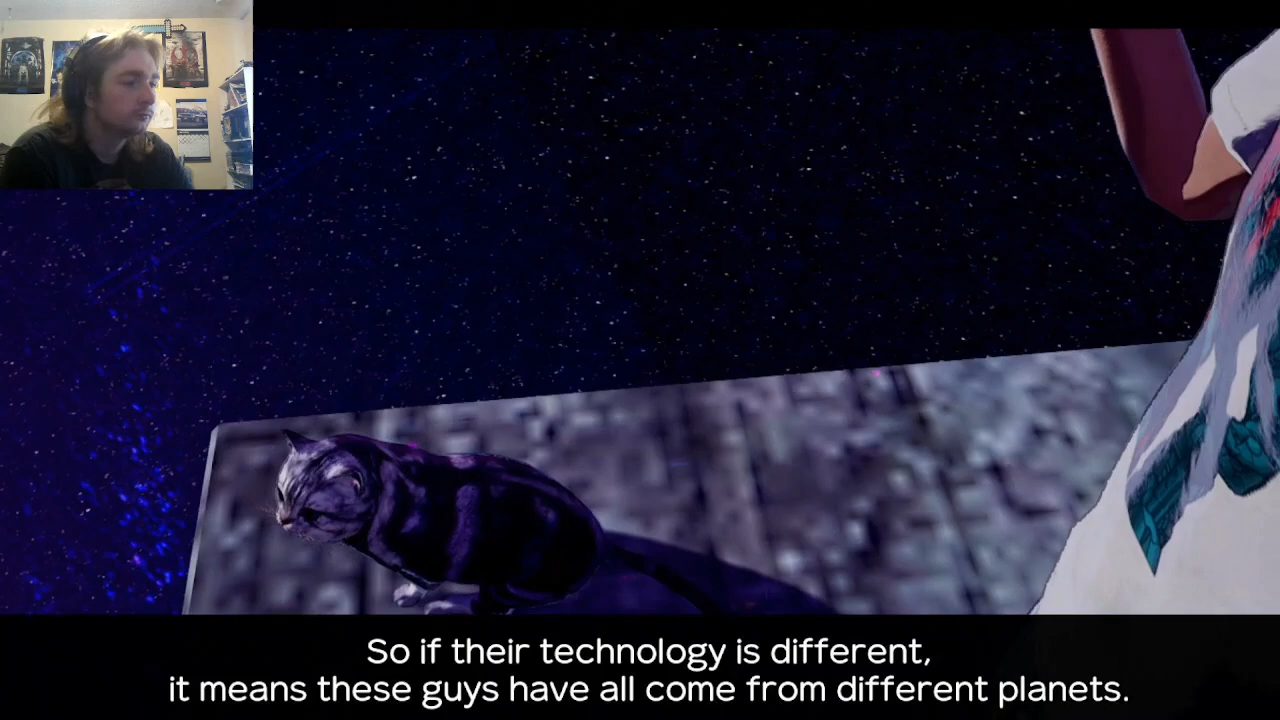 So if their technology is different,
it means these guys have all come from different planets.